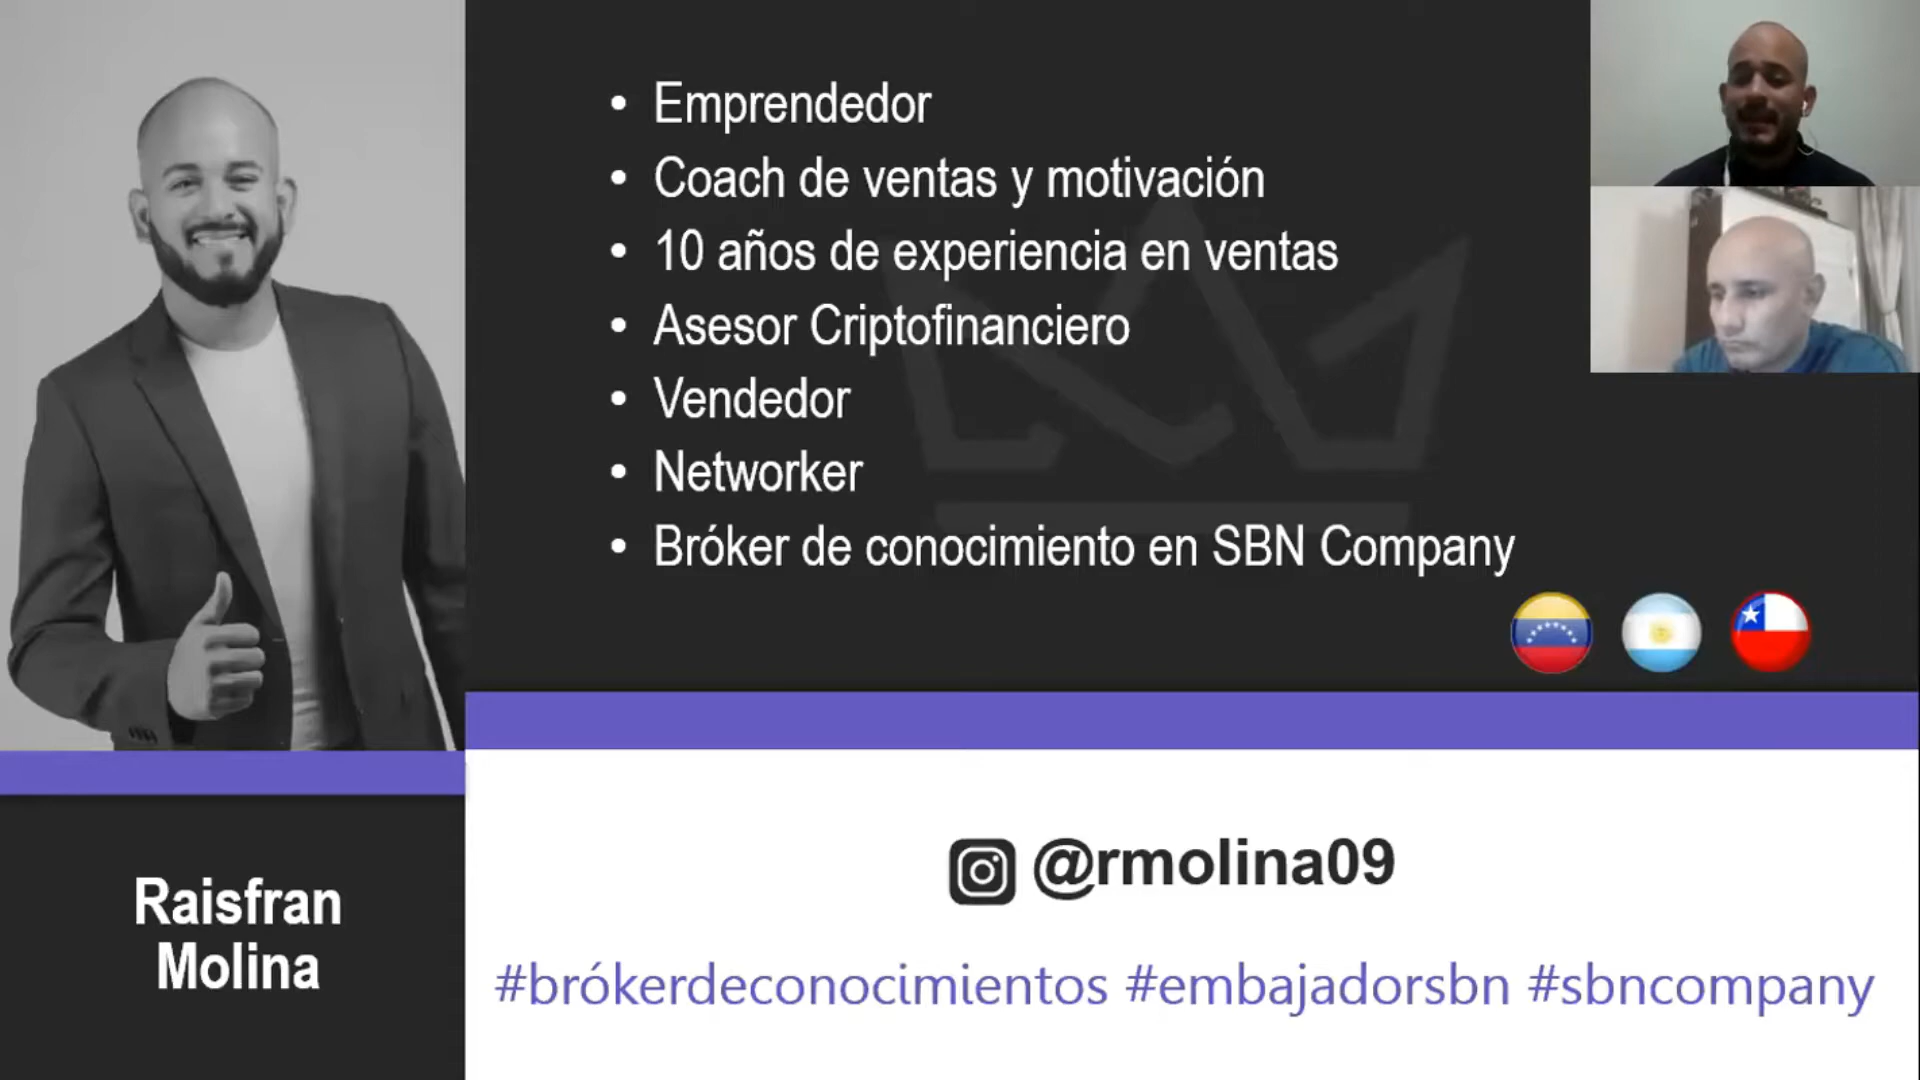 • Emprendedor
• Coach de ventas y motivación
• 10 años de experiencia en ventas
• Asesor Criptofinanciero
• Vendedor
• Networker
• Bróker de conocimiento en SBN Company
Raisfran
Molina
@rmolina09
#brókerdeconocimientos #embajadorsbn #sbncompany